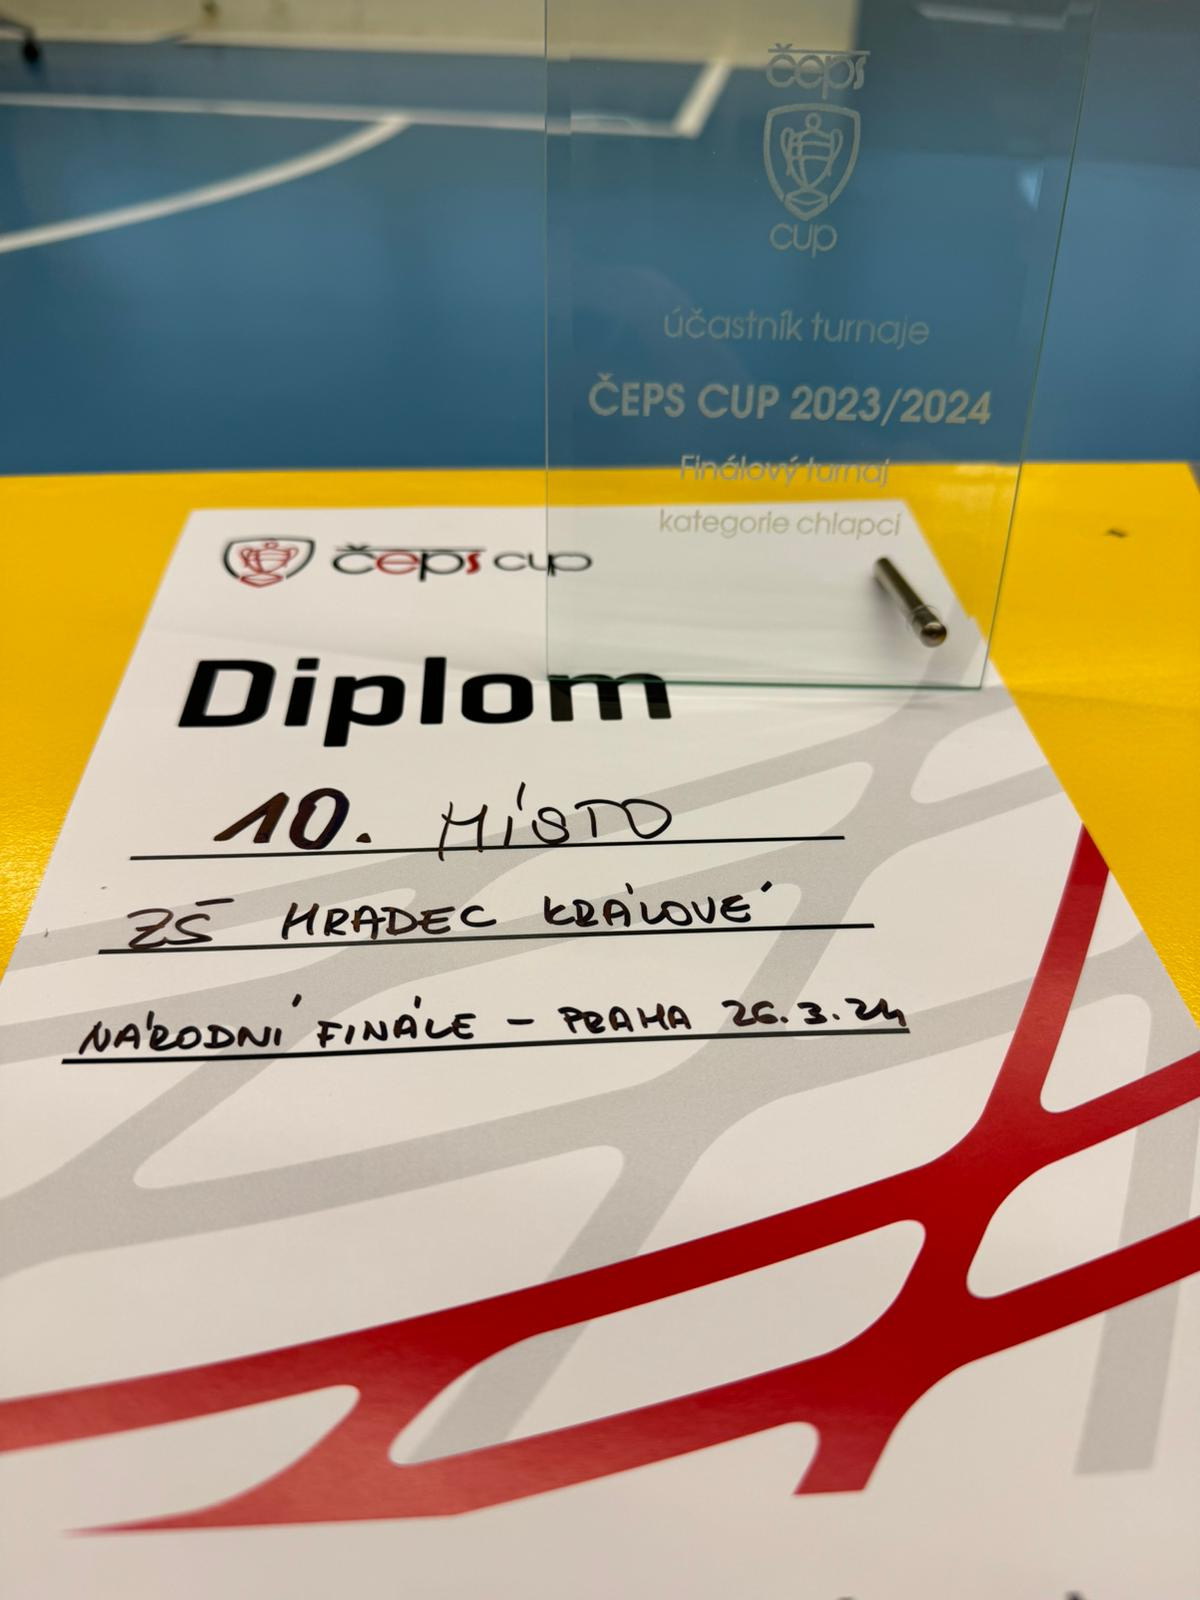 čeps
cup
účastník turnaje
ČEPS CUP 2023/2024
Finálový turnaj
kategorie chlapci
čeps cup
Diplom
10. MÍSTO
ZŠ HRADEC KRÁLOVÉ
NÁRODNÍ FINÁLE - PRAHA 26.3.24